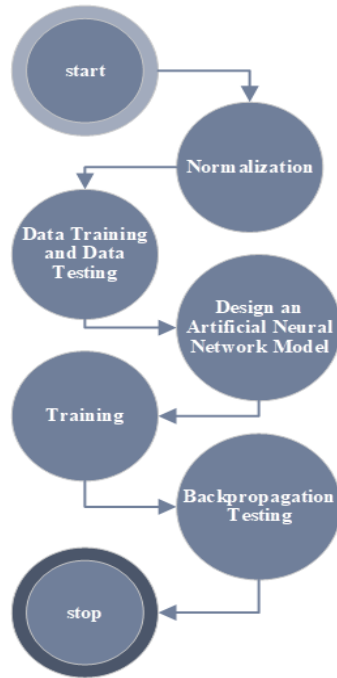 start
Normalization
Data Training
and Data
Testing
Design an
Artificial Neural
Network Model
Training
Backpropagation
Testing
stop